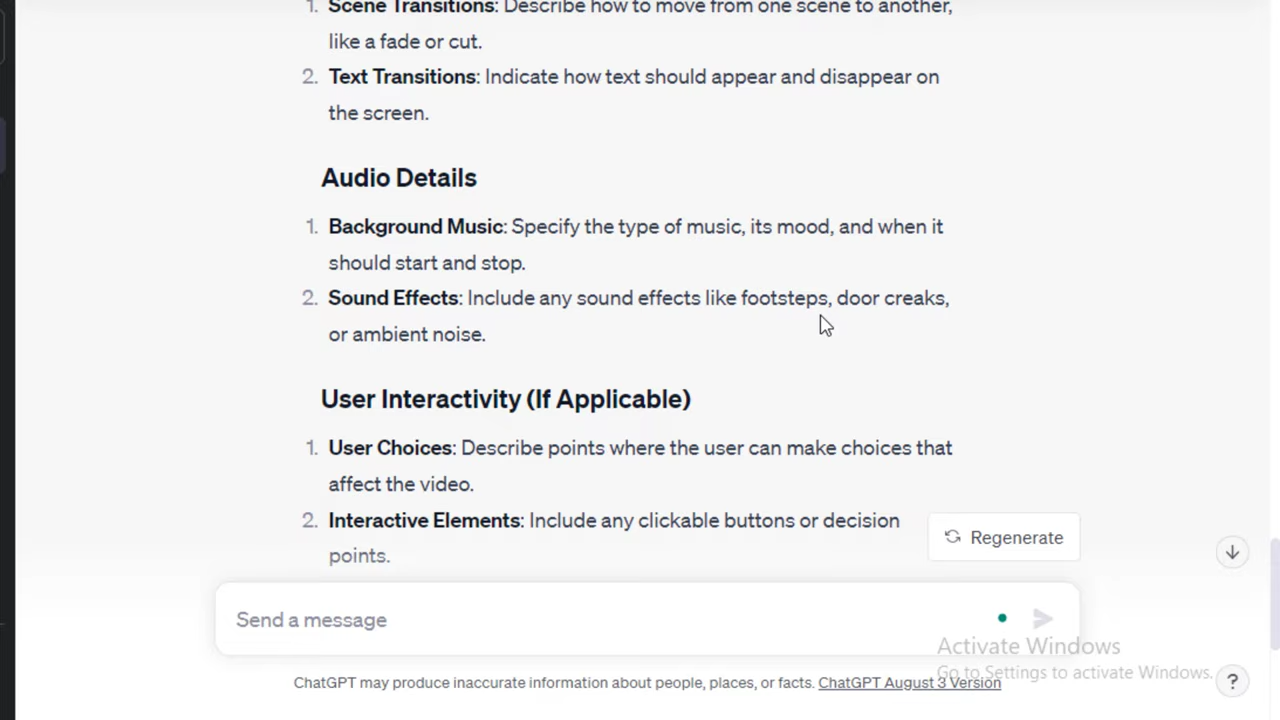 1. Scene Transitions: Describe how to move from one scene to another,
like a fade or cut.
2. Text Transitions: Indicate how text should appear and disappear on
the screen.
Audio Details
1. Background Music: Specify the type of music, its mood, and when it
should start and stop.
2. Sound Effects: Include any sound effects like footsteps, door creaks,
or ambient noise.
User Interactivity (If Applicable)
1. User Choices: Describe points where the user can make choices that
affect the video.
2. Interactive Elements: Include any clickable buttons or decision
points.
Regenerate
Send a message
Activate Windows
Go to Settings to activate Windows.
ChatGPT may produce inaccurate information about people, places, or facts. ChatGPT August 3 Version
?